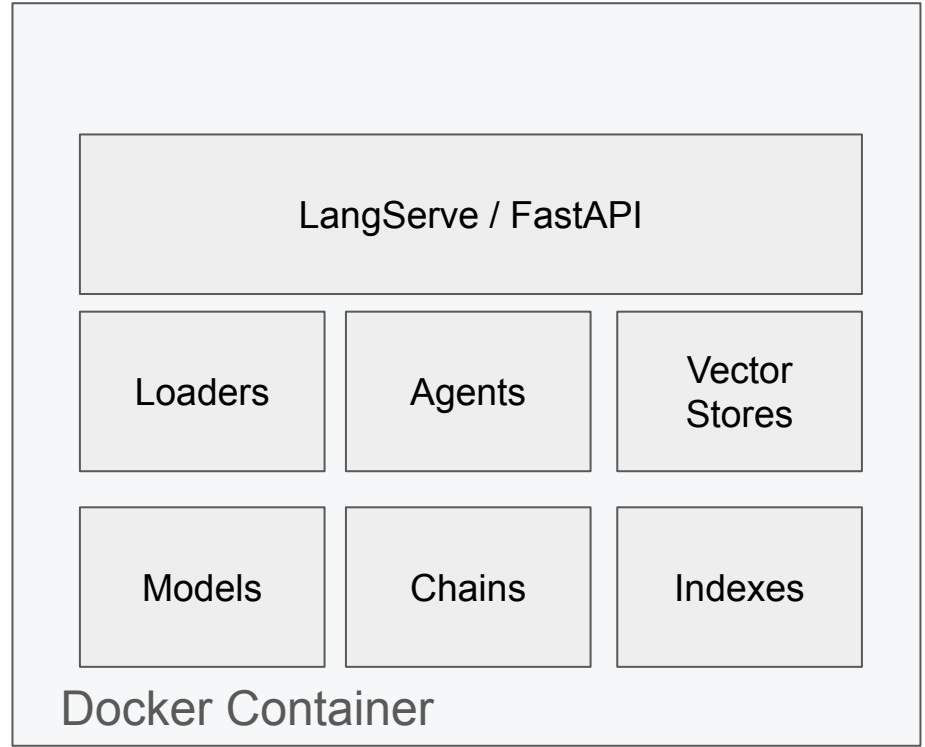 LangServe / FastAPI
Loaders
Agents
Vector
Stores
Models
Chains
Indexes
Docker Container